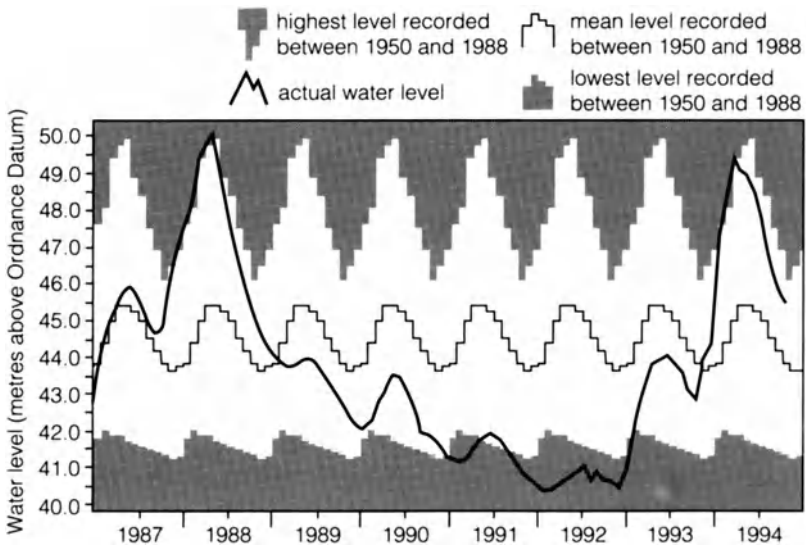 highest level recorded
between 1950 and 1988
mean level recorded
between 1950 and 1988
actual water level
lowest level recorded
between 1950 and 1988
Water level (metres above Ordnance Datum)
50.0
49.0
48.0
47.0
46.0
45.0
44.0
43.0
42.0
41.0
40.0
1987 1988 1989 1990 1991 1992 1993 1994